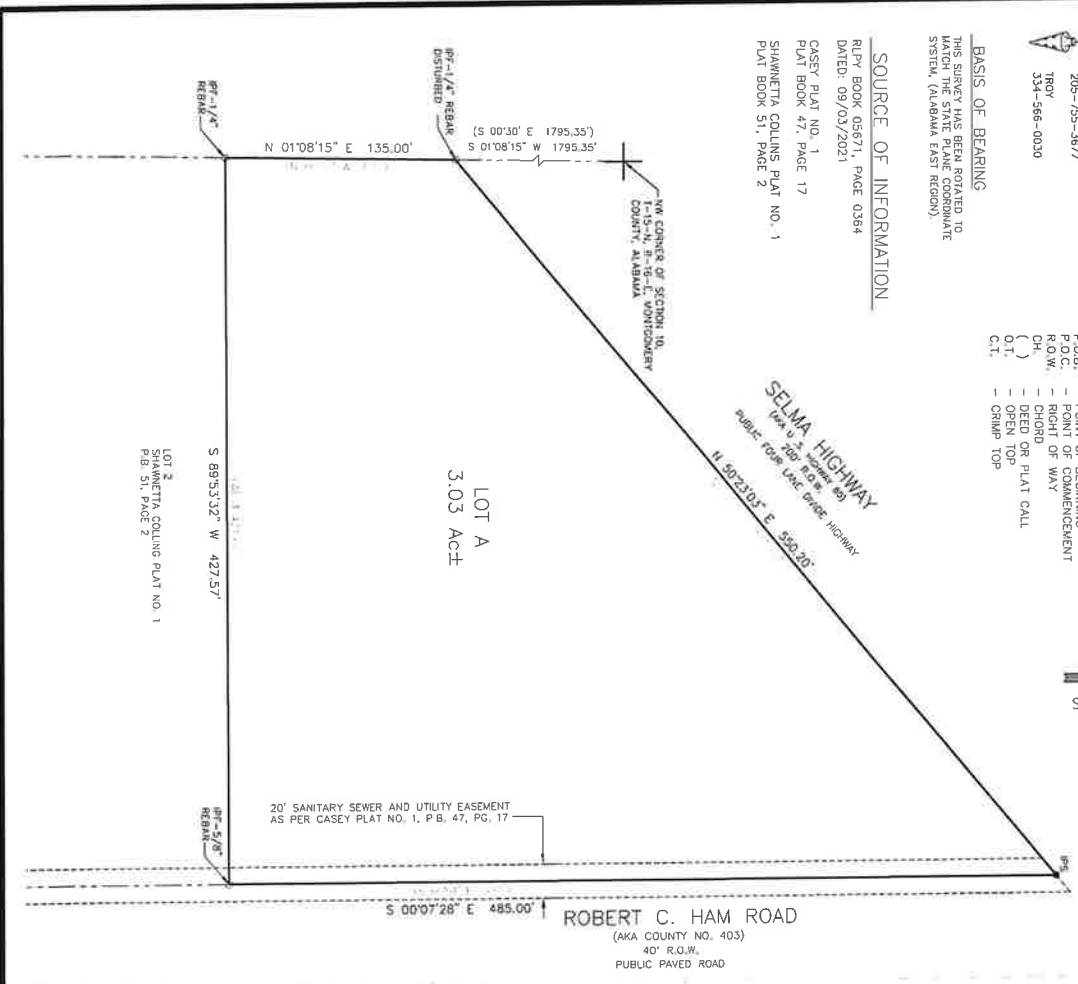 205-755-3677
TROY
334-566-0030
BASIS OF BEARING
THIS SURVEY HAS BEEN ROTATED TO
MATCH THE STATE PLANE COORDINATE
SYSTEM, (ALABAMA EAST REGION).
SOURCE OF INFORMATION
RLPY BOOK 05671, PAGE 0364
DATED: 09/03/2021
CASEY PLAT NO. 1
PLAT BOOK 47, PAGE 17
SHAWNETTA COLLINS PLAT NO. 1
PLAT BOOK 51, PAGE 2
P.O.C. - POINT OF COMMENCEMENT
R.O.W. - RIGHT OF WAY
CH. - CHORD
( ) - DEED OR PLAT CALL
O.T. - OPEN TOP
C.T. - CRIMP TOP
NW CORNER OF SECTION 10,
T-15-N, R-16-E, MONTGOMERY
COUNTY, ALABAMA
(S 00°30' E 1795.35')
S 01°08'15" W 1795.35'
IPF-1/4" REBAR
DISTURBED
N 01°08'15" E 135.00'
IPF-1/4"
REBAR
SELMA HIGHWAY
(AKA U.S. HIGHWAY 80)
200' R.O.W.
PUBLIC FOUR LANE DIVIDE HIGHWAY
N 50°23'03" E 550.20'
LOT A
3.03 Ac±
S 89°53'32" W 427.57'
LOT 2
SHAWNETTA COLLING PLAT NO. 1
P.B. 51, PAGE 2
20' SANITARY SEWER AND UTILITY EASEMENT
AS PER CASEY PLAT NO. 1, P.B. 47, PG. 17
IPF-5/8"
REBAR
IPS
S 00°07'28" E 485.00'
ROBERT C. HAM ROAD
(AKA COUNTY NO. 403)
40' R.O.W.
PUBLIC PAVED ROAD